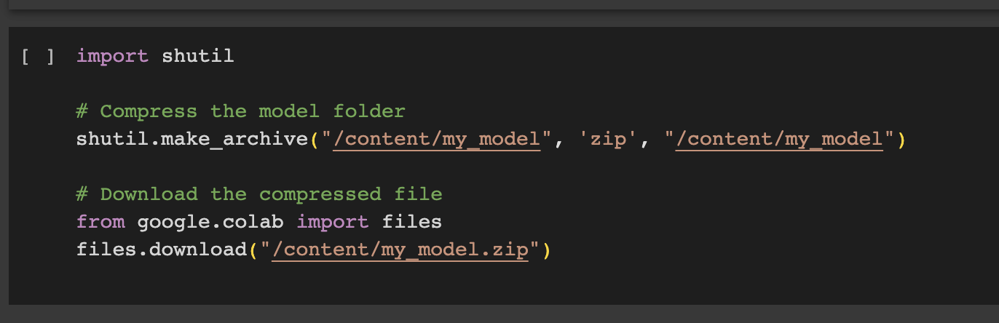 [ ] import shutil
# Compress the model folder
shutil.make_archive("/content/my_model", 'zip', "/content/my_model")
# Download the compressed file
from google.colab import files
files.download("/content/my_model.zip")